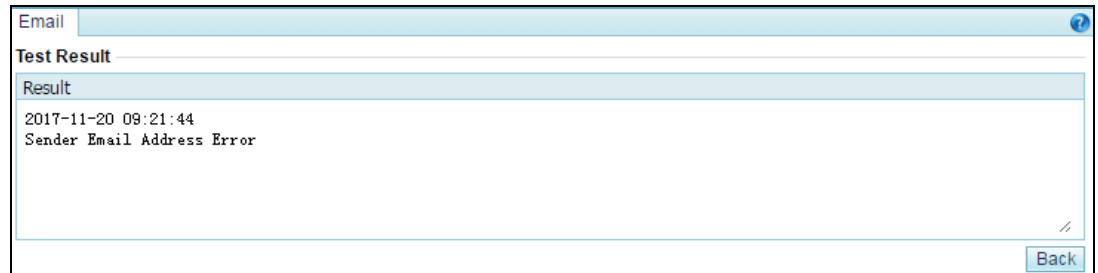 Email
Test Result
Result
2017-11-20 09:21:44
Sender Email Address Error
Back